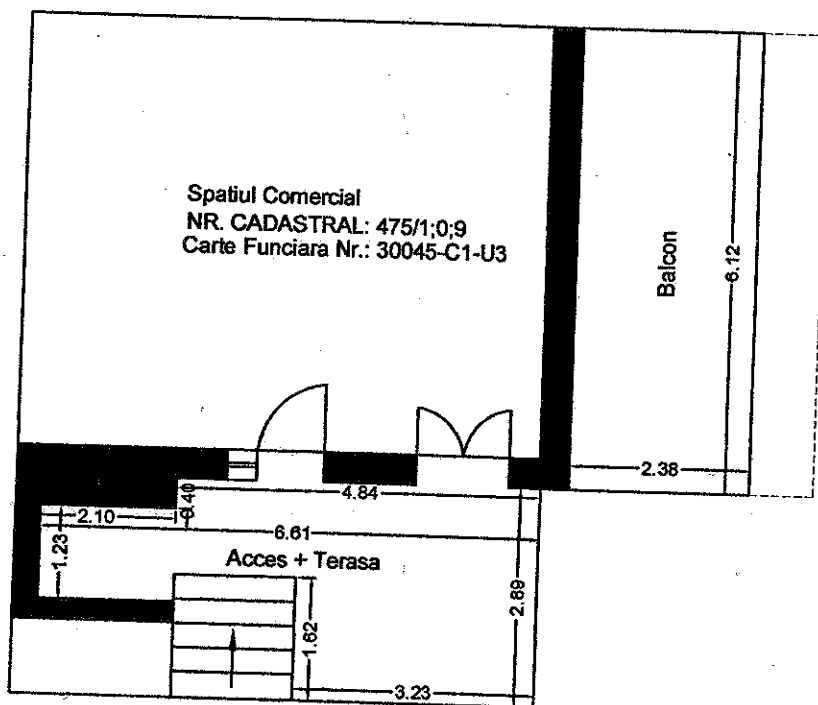 Spatiul Comercial
NR. CADASTRAL: 475/1;0;9
Carte Funciara Nr.: 30045-C1-U3
Balcon
6.12
2.38
4.84
0.40
2.10
6.61
1.23
Acces + Terasa
2.89
1.62
3.23